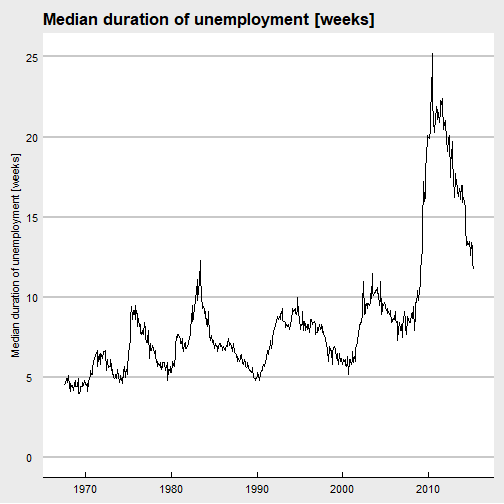 Median duration of unemployment [weeks]
Median duration of unemployment [weeks]
25
20
15
10
5
0
1970 1980 1990 2000 2010